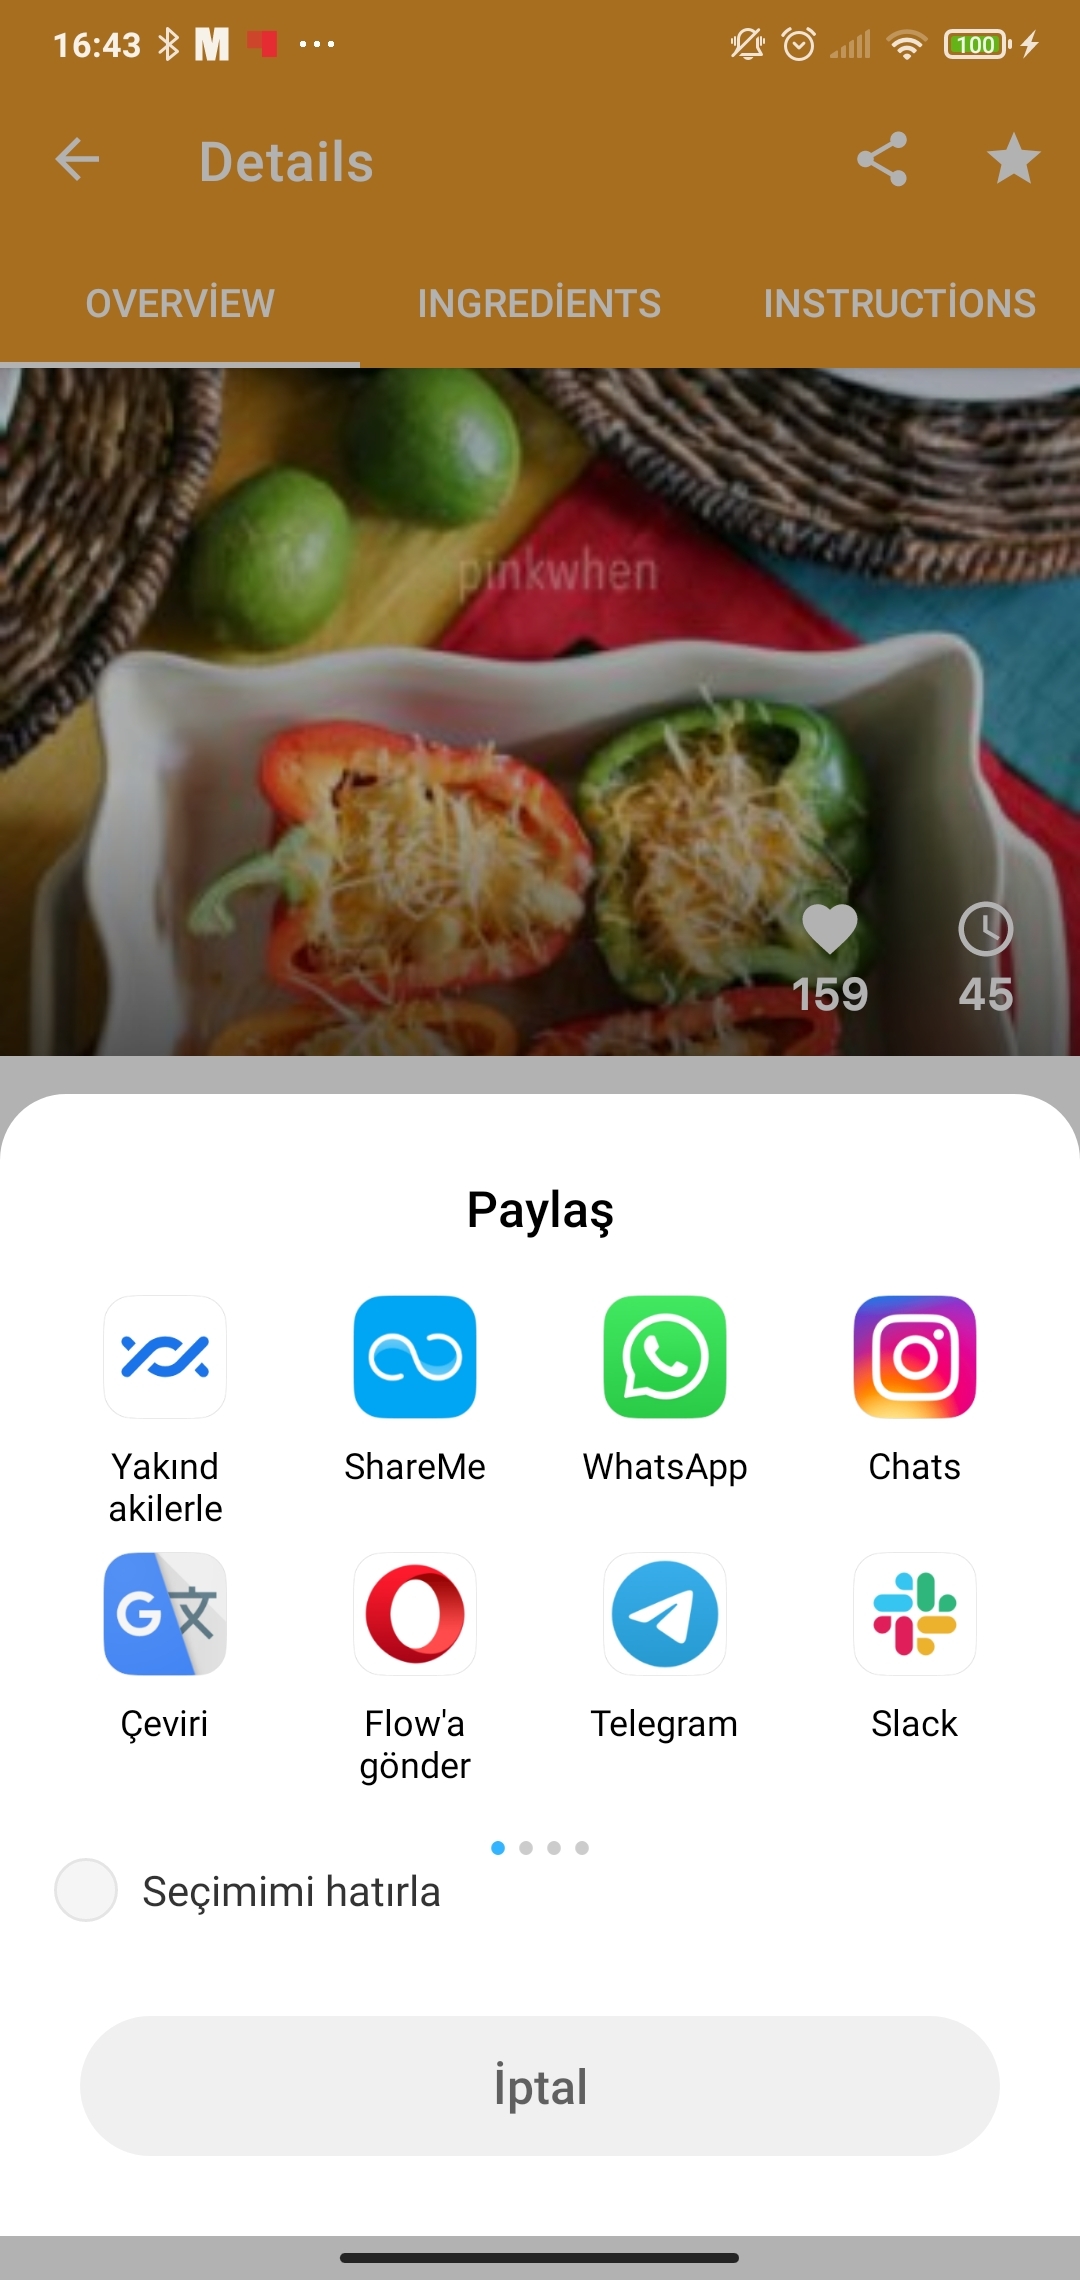 16:43 M ... 100
Details
OVERVİEW INGREDİENTS INSTRUCTİONS
pinkwhen
159 45
Paylaş
Yakınd
akilerle
ShareMe
WhatsApp
Chats
Çeviri
Flow'a
gönder
Telegram
Slack
Seçimimi hatırla
İptal